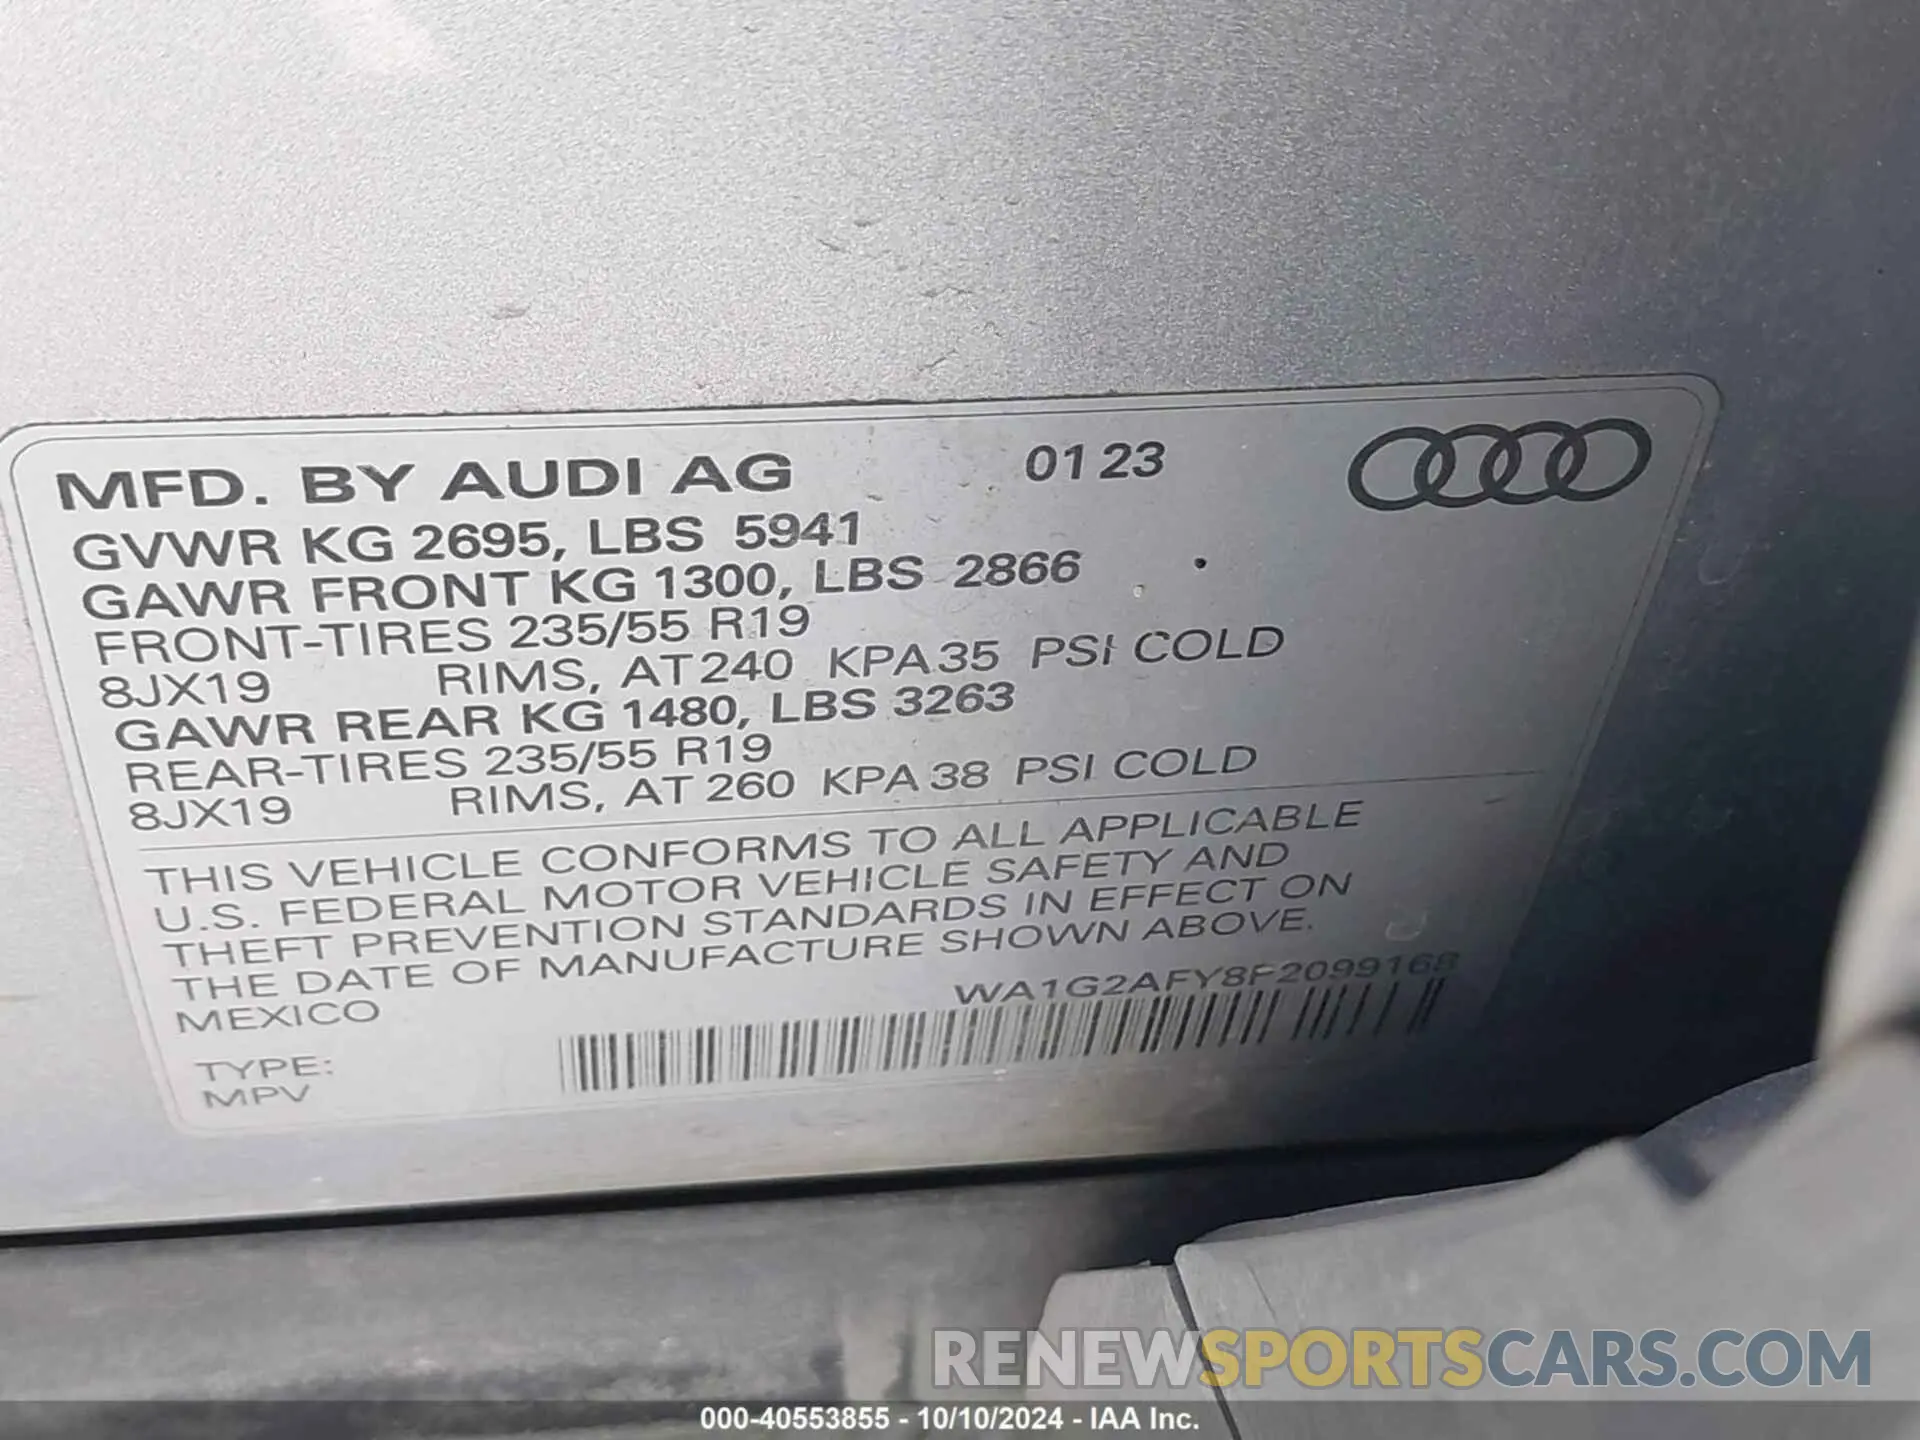 MFD. BY AUDI AG 01 23
GVWR KG 2695, LBS 5941
GAWR FRONT KG 1300, LBS 2866
FRONT-TIRES 235/55 R19
8JX19 RIMS, AT 240 KPA 35 PSI COLD
GAWR REAR KG 1480, LBS 3263
REAR-TIRES 235/55 R19
8JX19 RIMS, AT 260 KPA 38 PSI COLD
THIS VEHICLE CONFORMS TO ALL APPLICABLE
U.S. FEDERAL MOTOR VEHICLE SAFETY AND
THEFT PREVENTION STANDARDS IN EFFECT ON
THE DATE OF MANUFACTURE SHOWN ABOVE.
MEXICO WA1G2AFY8P2099168
TYPE:
MPV
RENEWSPORTSCARS.COM
000-40553855 - 10/10/2024 - IAA Inc.